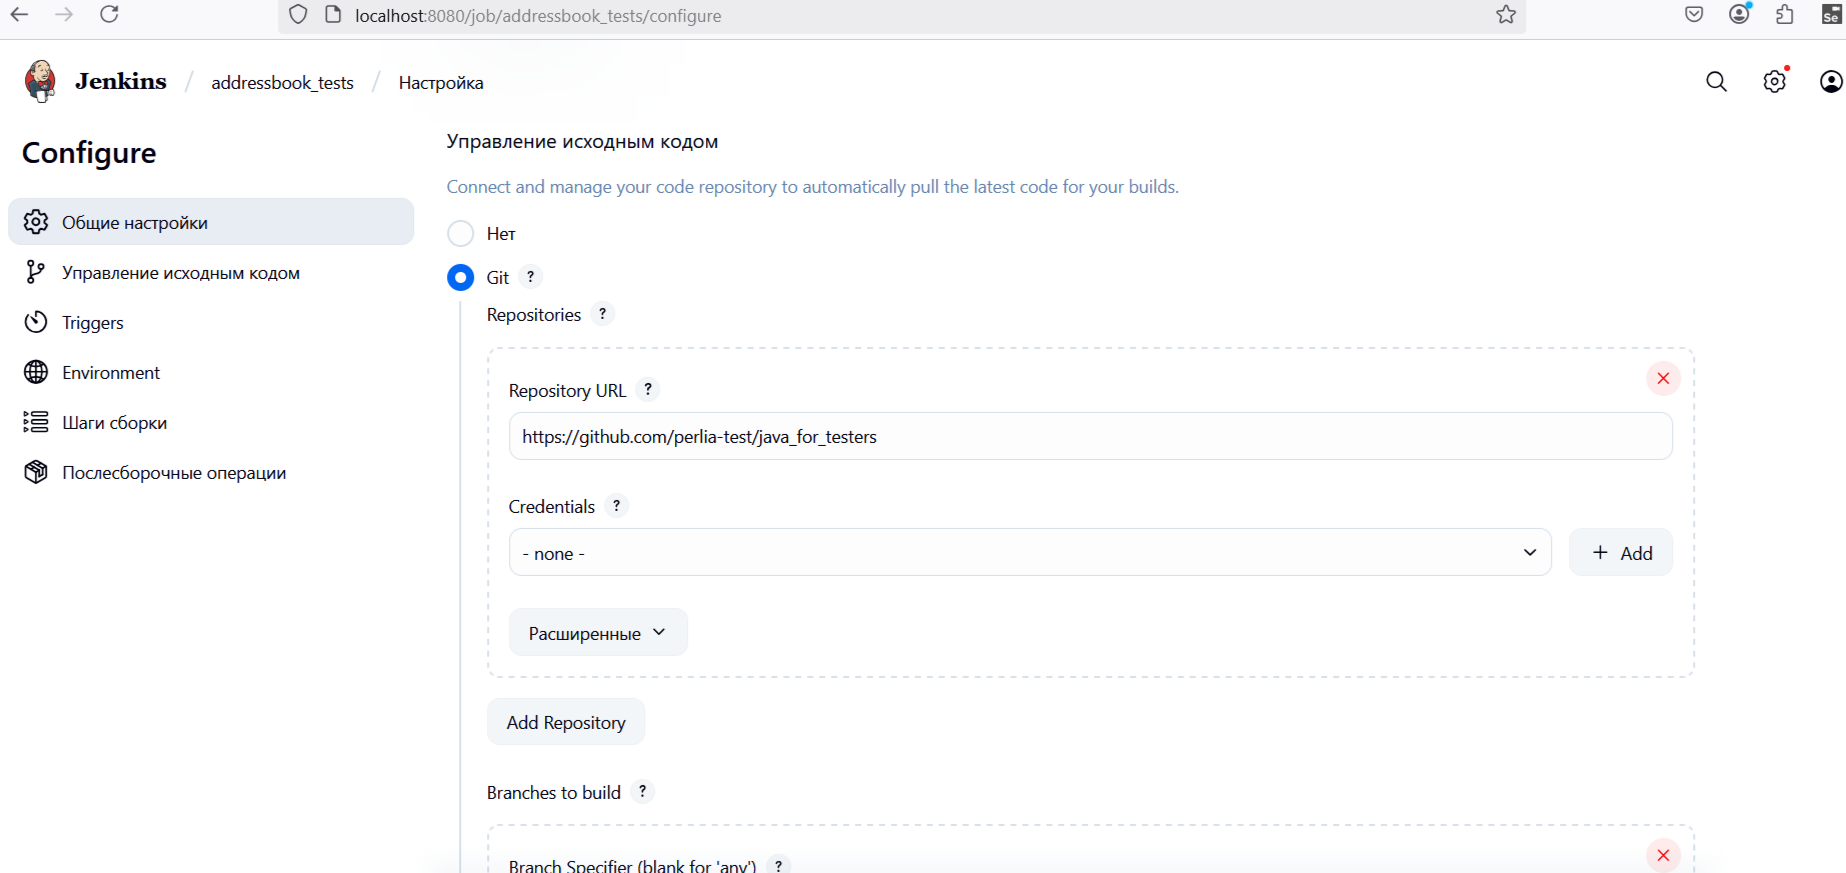 localhost:8080/job/addressbook_tests/configure
Se
Jenkins / addressbook_tests / Настройка
Configure
Общие настройки
Управление исходным кодом
Triggers
Environment
Шаги сборки
Послесборочные операции
Управление исходным кодом
Connect and manage your code repository to automatically pull the latest code for your builds.
Нет
Git ?
Repositories ?
Repository URL ?
https://github.com/perlia-test/java_for_testers
Credentials ?
- none -
+ Add
Расширенные
Add Repository
Branches to build ?
Branch Specifier (blank for 'any') ?